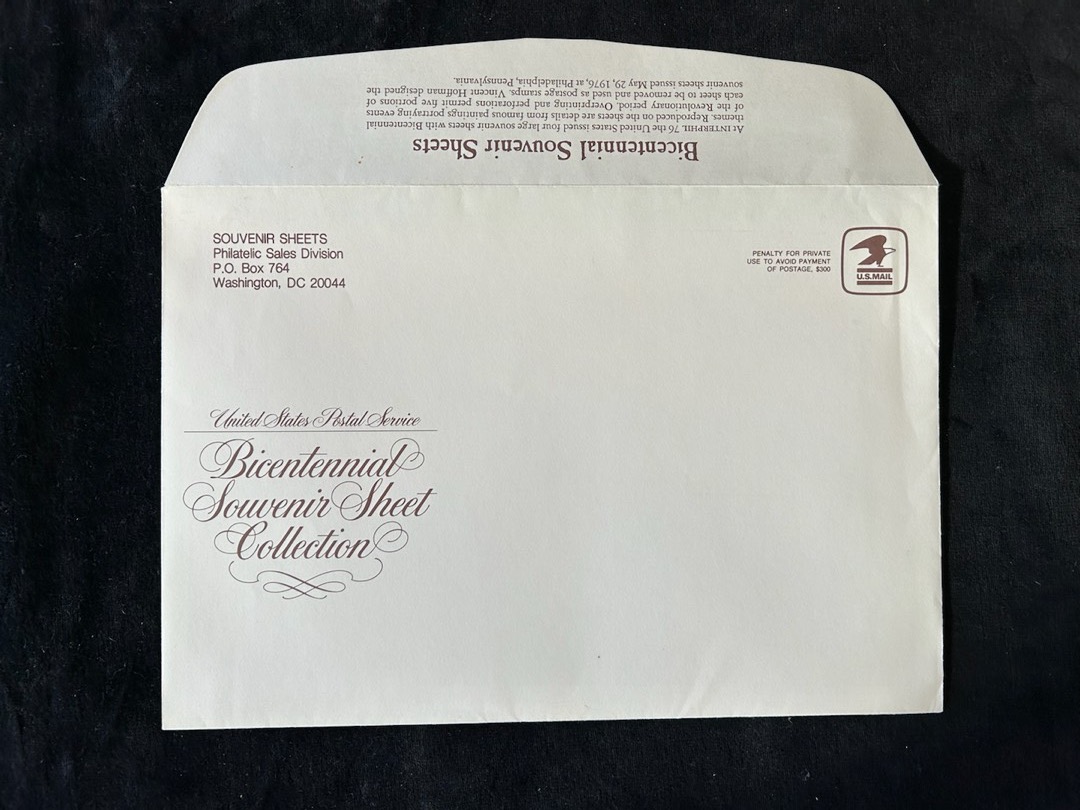 Bicentennial Souvenir Sheets
At INTERPHIL 76 the United States issued four large souvenir sheets with Bicentennial
themes. Reproduced on the sheets are details from famous paintings portraying events
of the Revolutionary period. Overprinting and perforations permit five portions of
each sheet to be removed and used as postage stamps. Vincent Hoffman designed the
souvenir sheets issued May 29, 1976, at Philadelphia, Pennsylvania.
SOUVENIR SHEETS
Philatelic Sales Division
P.O. Box 764
Washington, DC 20044
PENALTY FOR PRIVATE
USE TO AVOID PAYMENT
OF POSTAGE, $300
U.S.MAIL
United States Postal Service
Bicentennial
Souvenir Sheet
Collection